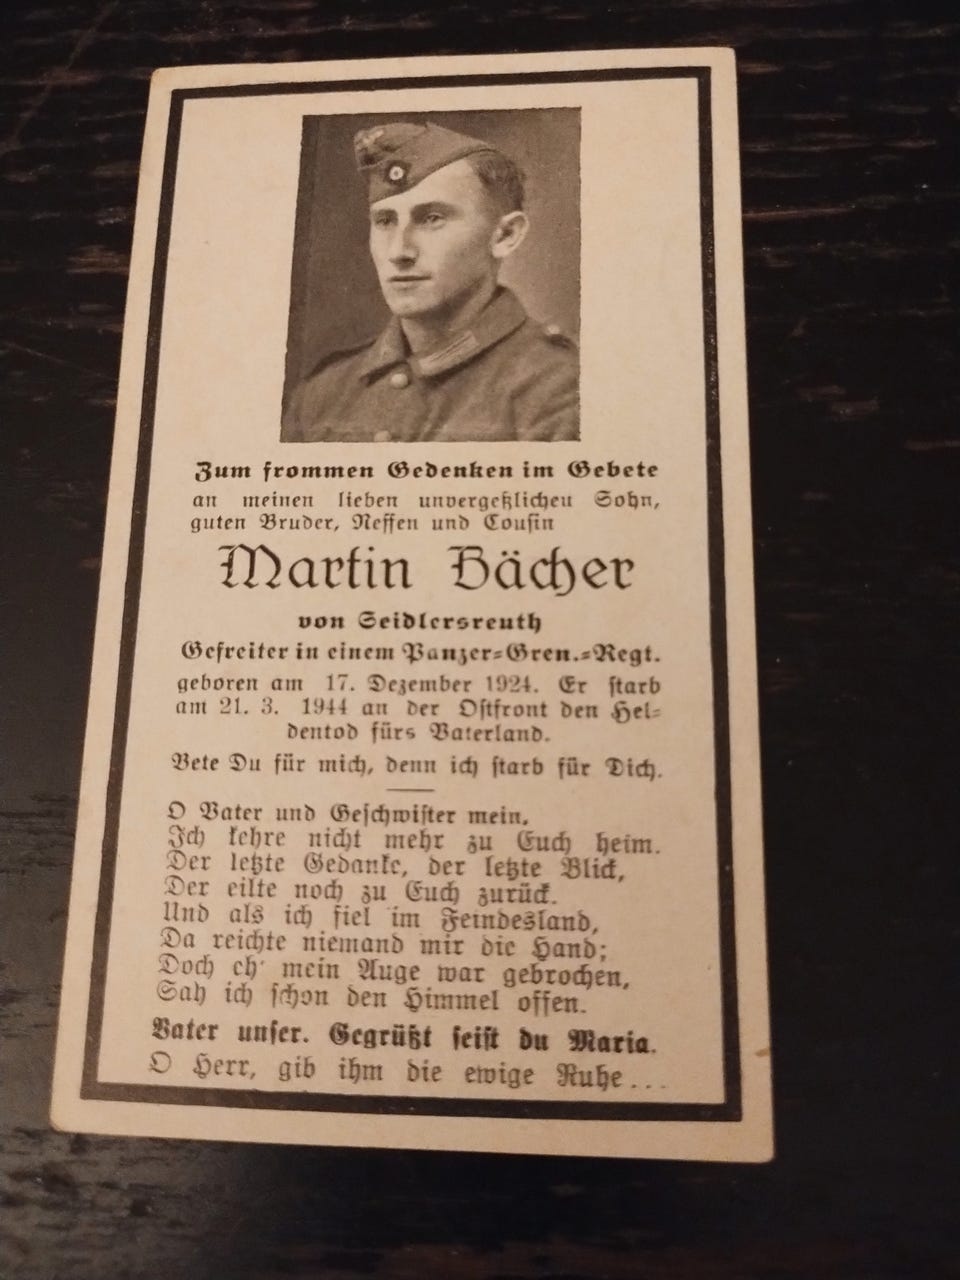 Zum frommen Gedenken im Gebete
an meinen lieben unvergeßlichen Sohn,
guten Bruder, Neffen und Cousin
Martin Bächer
von Seidlersreuth
Gefreiter in einem Panzer=Gren.=Regt.
geboren am 17. Dezember 1924. Er starb
am 21. 3. 1944 an der Ostfront den Hel=
dentod fürs Vaterland.
Bete Du für mich, denn ich starb für Dich.
O Vater und Geschwister mein,
Ich kehre nicht mehr zu Euch heim.
Der letzte Gedanke, der letzte Blick,
Der eilte noch zu Euch zurück.
Und als ich fiel im Feindesland,
Da reichte niemand mir die Hand;
Doch eh' mein Auge war gebrochen,
Sah ich schon den Himmel offen.
Vater unser. Gegrüßt seist du Maria.
O Herr, gib ihm die ewige Ruhe...